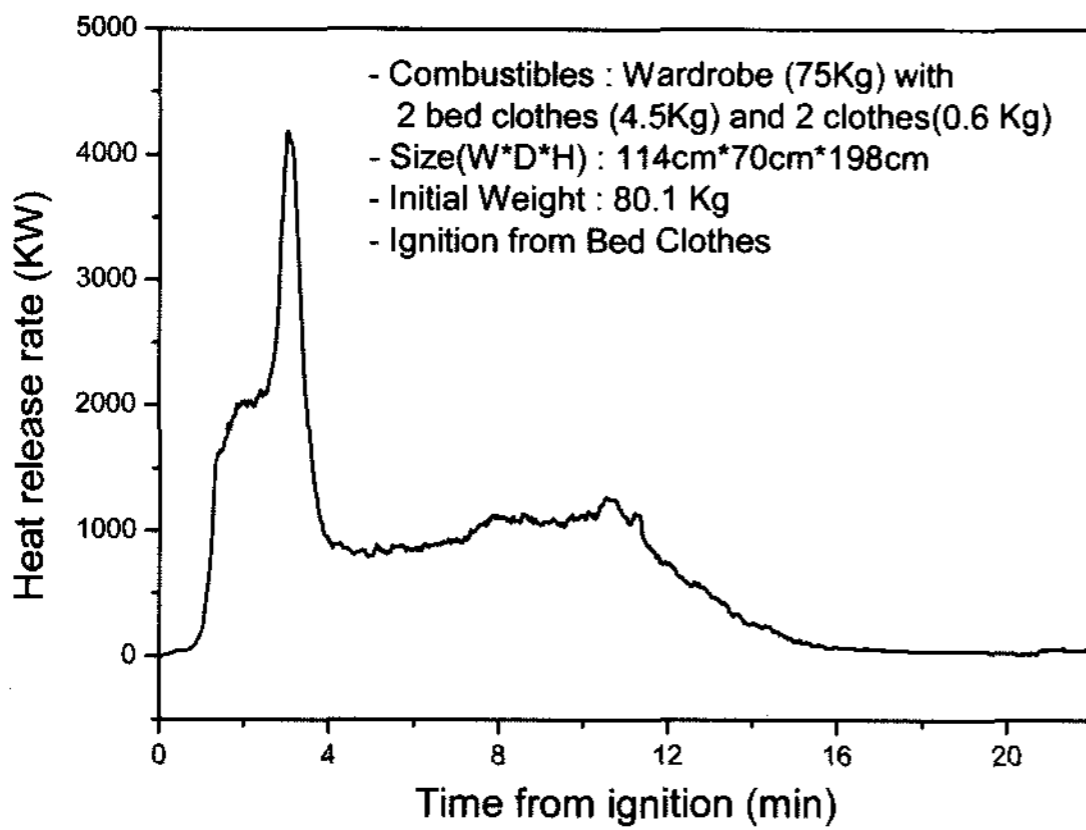 5000
4000
3000
2000
1000
0
Heat release rate (KW)
- Combustibles : Wardrobe (75Kg) with
2 bed clothes (4.5Kg) and 2 clothes(0.6 Kg)
- Size(W*D*H) : 114cm*70cm*198cm
- Initial Weight : 80.1 Kg
- Ignition from Bed Clothes
0 4 8 12 16 20
Time from ignition (min)